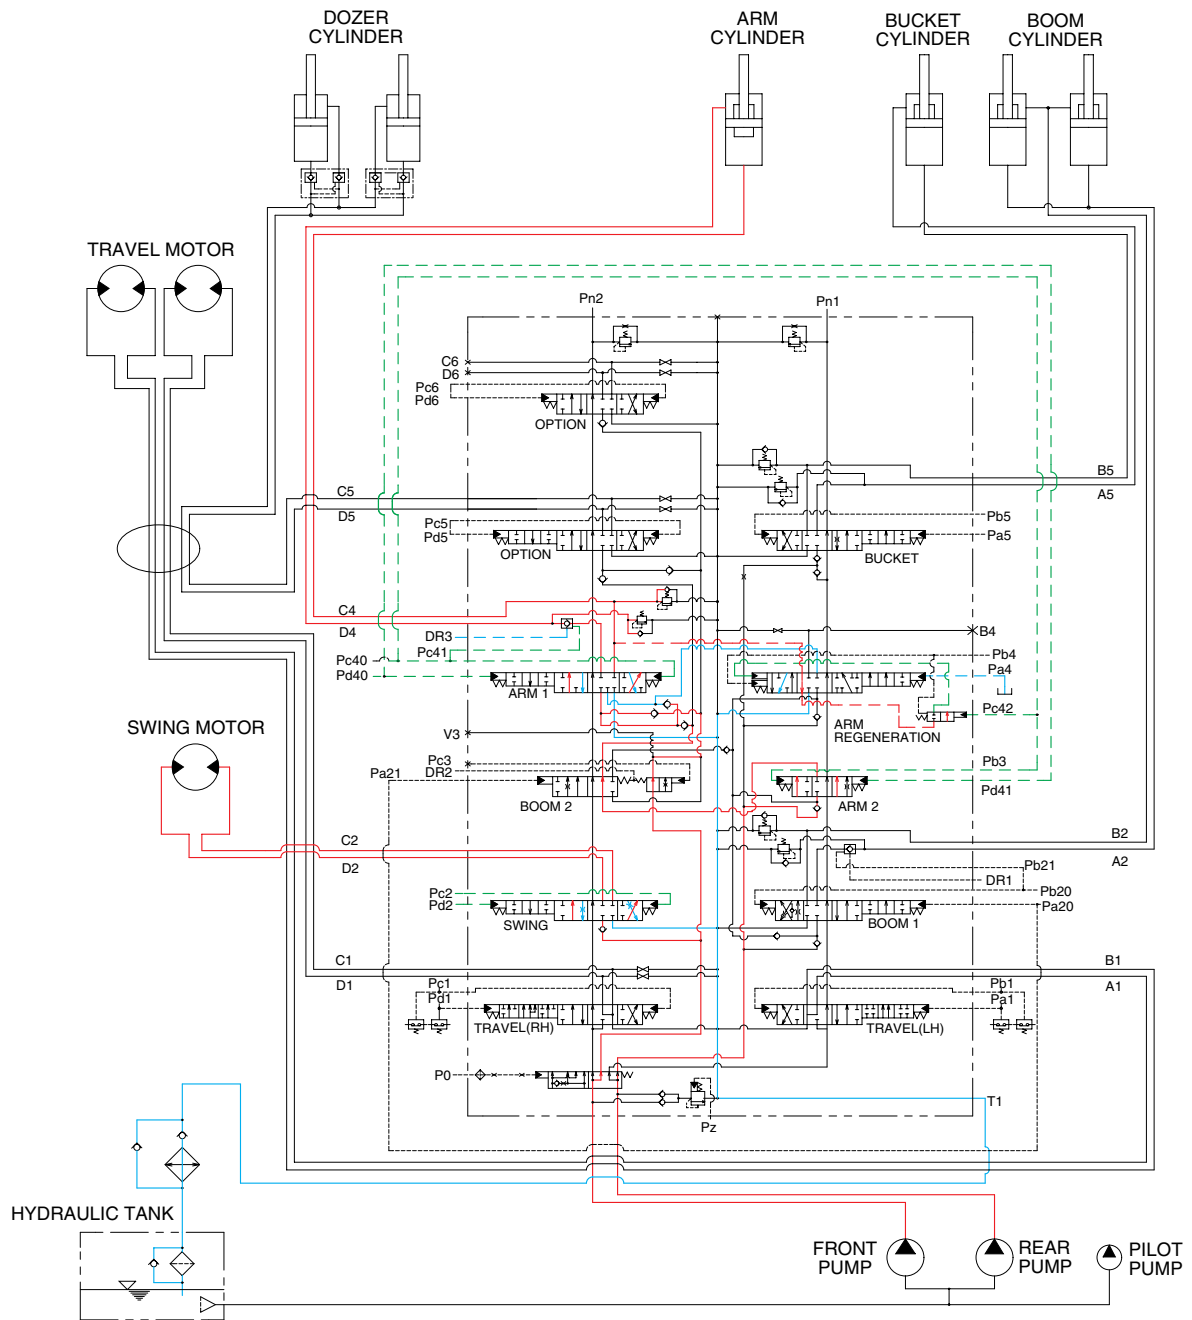 DOZER
CYLINDER
ARM
CYLINDER
BUCKET
CYLINDER
BOOM
CYLINDER
TRAVEL MOTOR
Pn2
Pn1
C6
D6
Pc6
Pd6
OPTION
C5
D5
B5
A5
Pc5
Pd5
OPTION
Pb5
Pa5
BUCKET
C4
D4
DR3
Pc41
B4
Pc40
Pd40
Pb4
Pa4
ARM 1
ARM
REGENERATION
Pc42
SWING MOTOR
V3
Pc3
DR2
Pa21
BOOM 2
Pb3
ARM 2
Pd41
C2
D2
B2
A2
Pb21
DR1
Pc2
Pd2
SWING
Pb20
Pa20
BOOM 1
C1
D1
B1
A1
Pc1
Pd1
TRAVEL(RH)
Pb1
Pa1
TRAVEL(LH)
P0
Pz
T1
HYDRAULIC TANK
FRONT
PUMP
REAR
PUMP
PILOT
PUMP